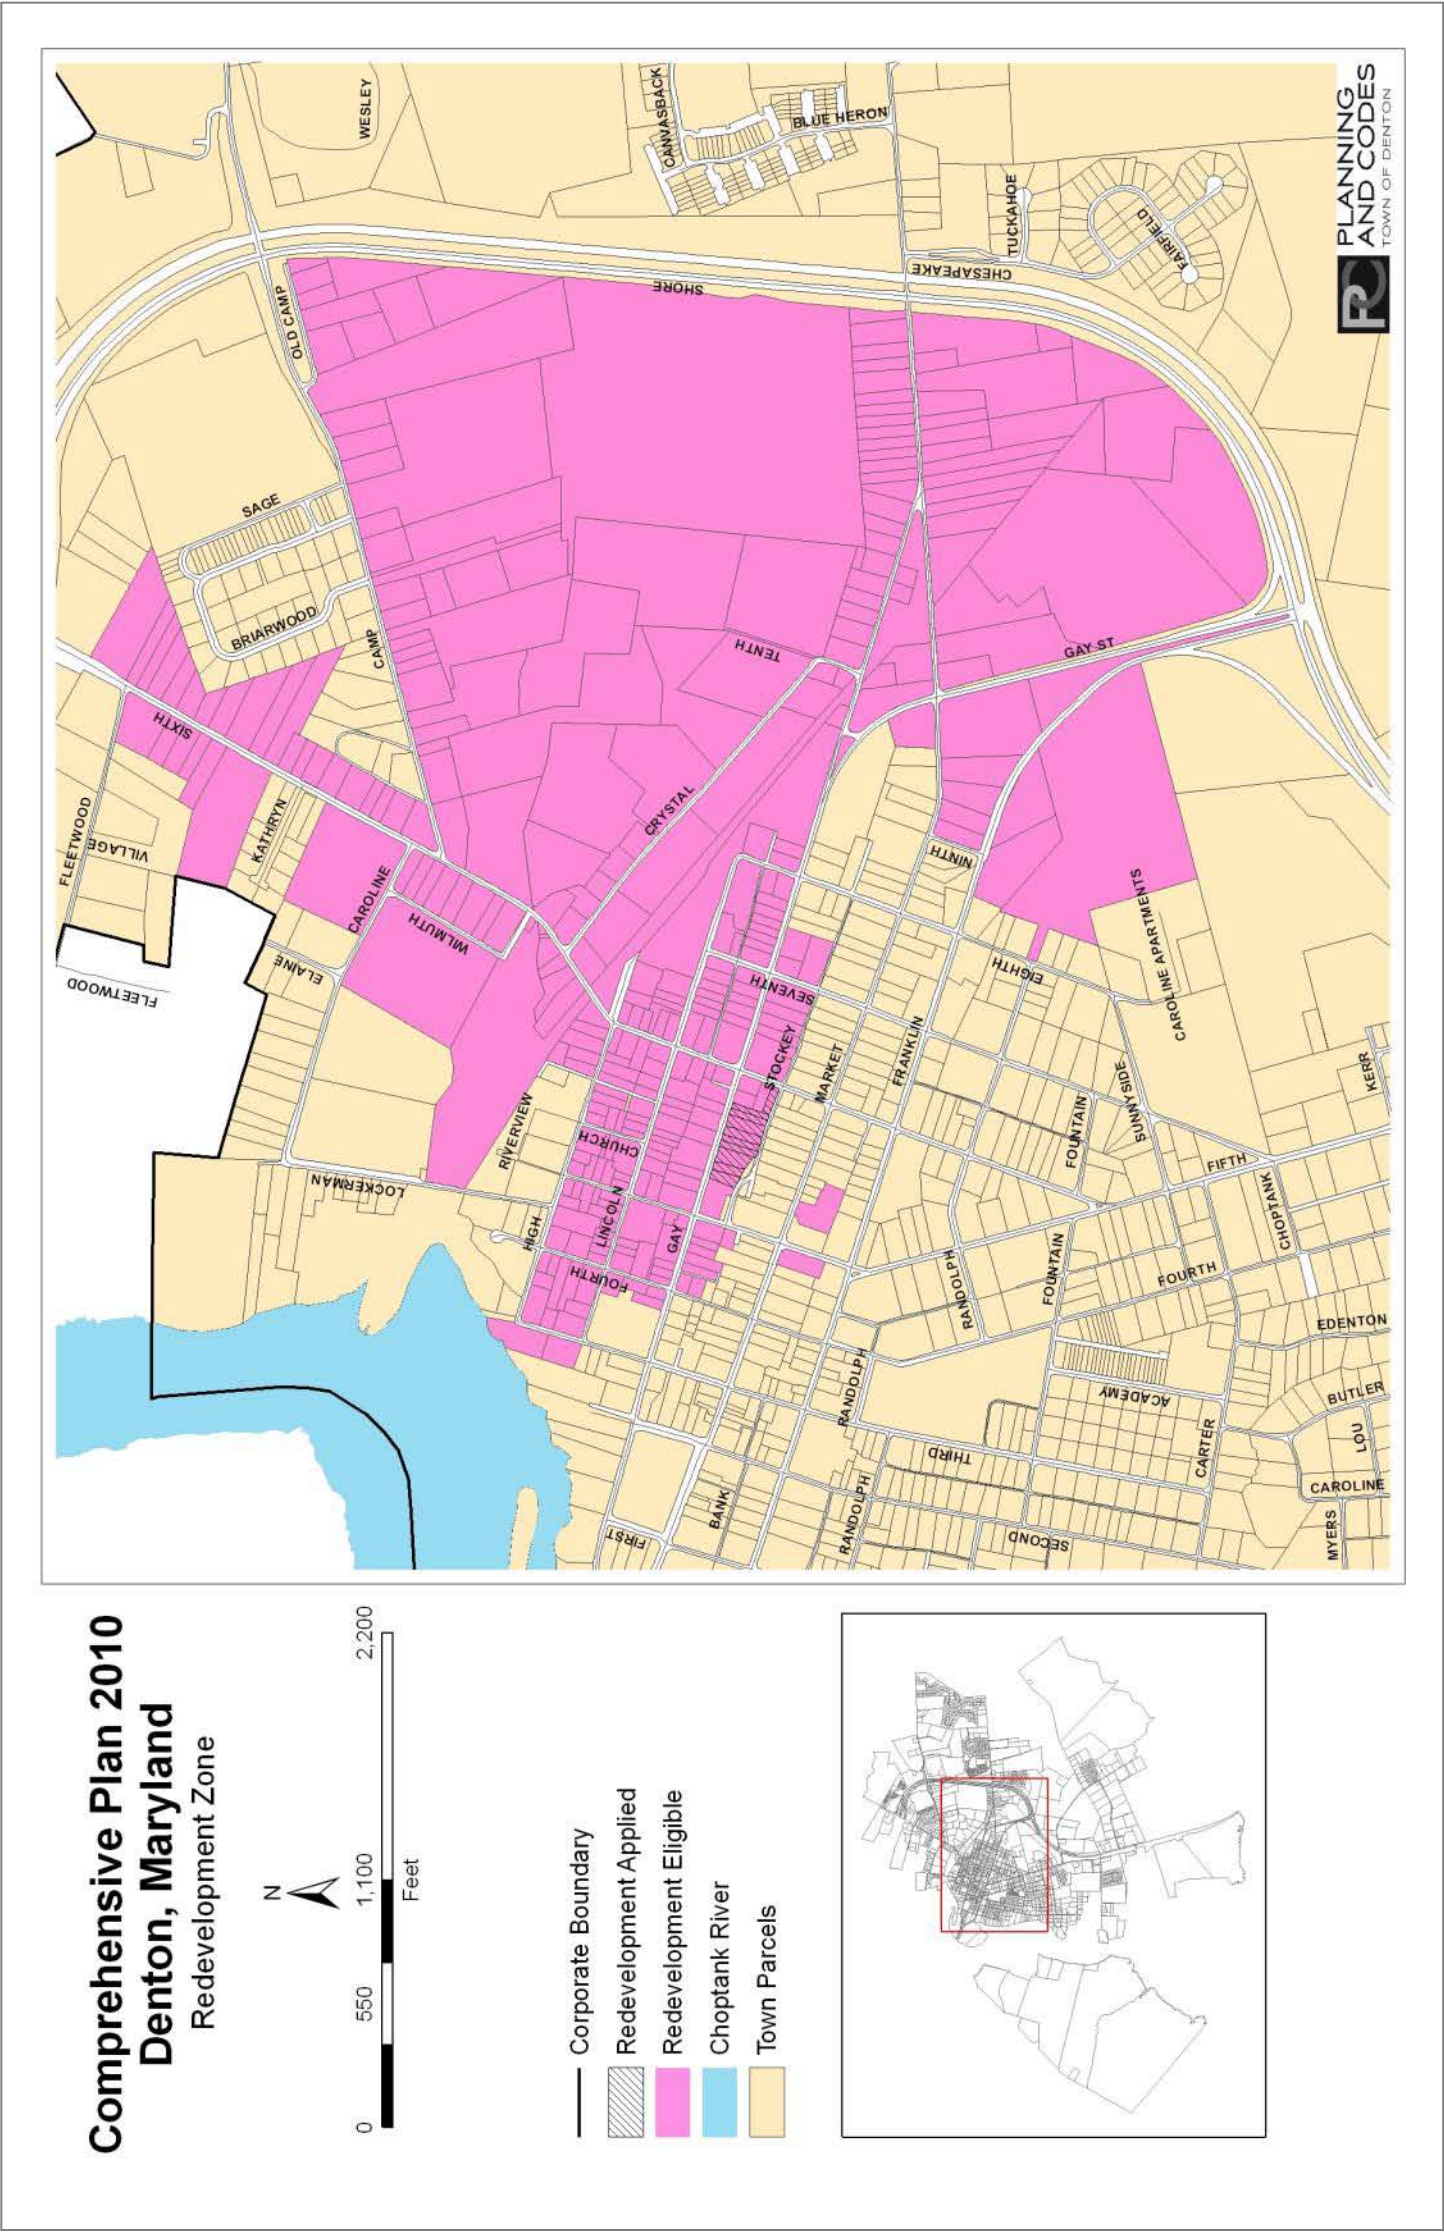 Comprehensive Plan 2010
Denton, Maryland
Redevelopment Zone
N
0 550 1,100 2,200
Feet
Corporate Boundary
Redevelopment Applied
Redevelopment Eligible
Choptank River
Town Parcels
FLEETWOOD
FLEETWOOD
VILLAGE
SIXTH
KATHRYN
CAROLINE
ELAINE
WILMUTH
LOCKERMAN
RIVERVIEW
BRIARWOOD
SAGE
CAMP
OLD CAMP
WESLEY
CANVASBACK
BLUE HERON
SHORE
CHESAPEAKE
TUCKAHOE
FAIRFIELD
TENTH
CRYSTAL
GAY ST
NINTH
SEVENTH
EIGHTH
CAROLINE APARTMENTS
STOCKEY
MARKET
FRANKLIN
CHURCH
LINCOLN
HIGH
FOURTH
GAY
SUNNYSIDE
FOUNTAIN
KERR
FIFTH
CHOPTANK
RANDOLPH
FOUNTAIN
FOURTH
EDENTON
RANDOLPH
ACADEMY
BUTLER
THIRD
CARTER
LOU
CAROLINE
BANK
RANDOLPH
FIRST
SECOND
MYERS
PC
PLANNING
AND CODES
TOWN OF DENTON